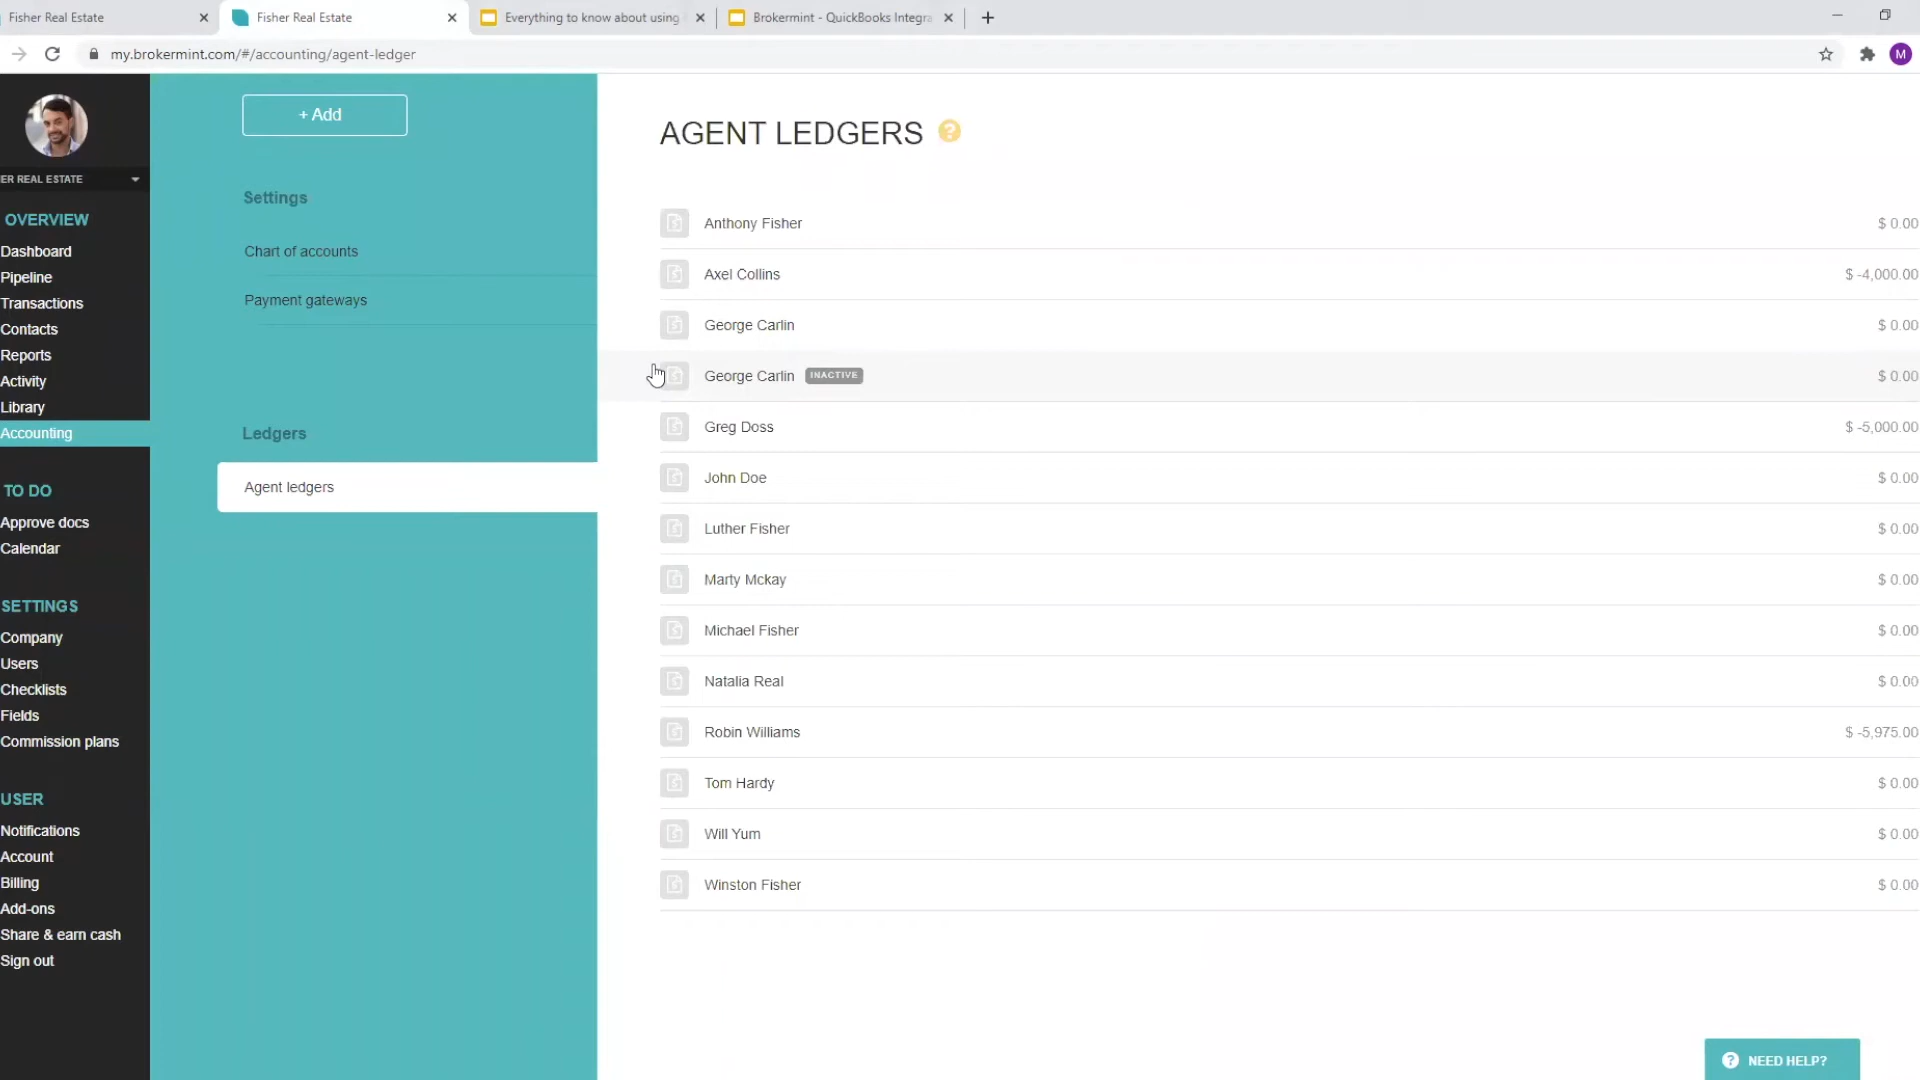 Fisher Real Estate
Fisher Real Estate
Everything to know about using
Brokermint - QuickBooks Integra
my.brokermint.com/#/accounting/agent-ledger
M
ER REAL ESTATE
OVERVIEW
Dashboard
Pipeline
Transactions
Contacts
Reports
Activity
Library
Accounting
TO DO
Approve docs
Calendar
SETTINGS
Company
Users
Checklists
Fields
Commission plans
USER
Notifications
Account
Billing
Add-ons
Share & earn cash
Sign out
+ Add
Settings
Chart of accounts
Payment gateways
Ledgers
Agent ledgers
AGENT LEDGERS ?
Anthony Fisher $ 0.00
Axel Collins $ -4,000.00
George Carlin $ 0.00
George Carlin INACTIVE $ 0.00
Greg Doss $ -5,000.00
John Doe $ 0.00
Luther Fisher $ 0.00
Marty Mckay $ 0.00
Michael Fisher $ 0.00
Natalia Real $ 0.00
Robin Williams $ -5,975.00
Tom Hardy $ 0.00
Will Yum $ 0.00
Winston Fisher $ 0.00
? NEED HELP?